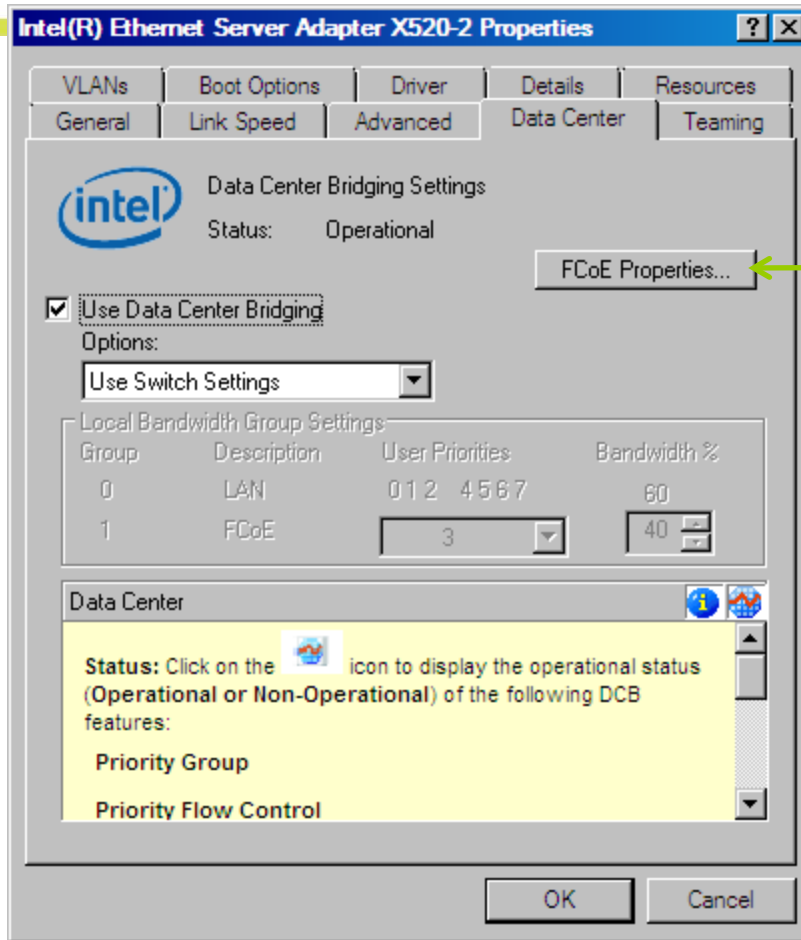 Intel(R) Ethernet Server Adapter X520-2 Properties
VLANs Boot Options Driver Details Resources
General Link Speed Advanced Data Center Teaming
intel Data Center Bridging Settings
Status: Operational
FCoE Properties...
Use Data Center Bridging
Options:
Use Switch Settings
Local Bandwidth Group Settings
Group Description User Priorities Bandwidth %
0 LAN 0 1 2 4 5 6 7 60
1 FCoE 3 40
Data Center
Status: Click on the icon to display the operational status
(Operational or Non-Operational) of the following DCB
features:
Priority Group
Priority Flow Control
OK Cancel